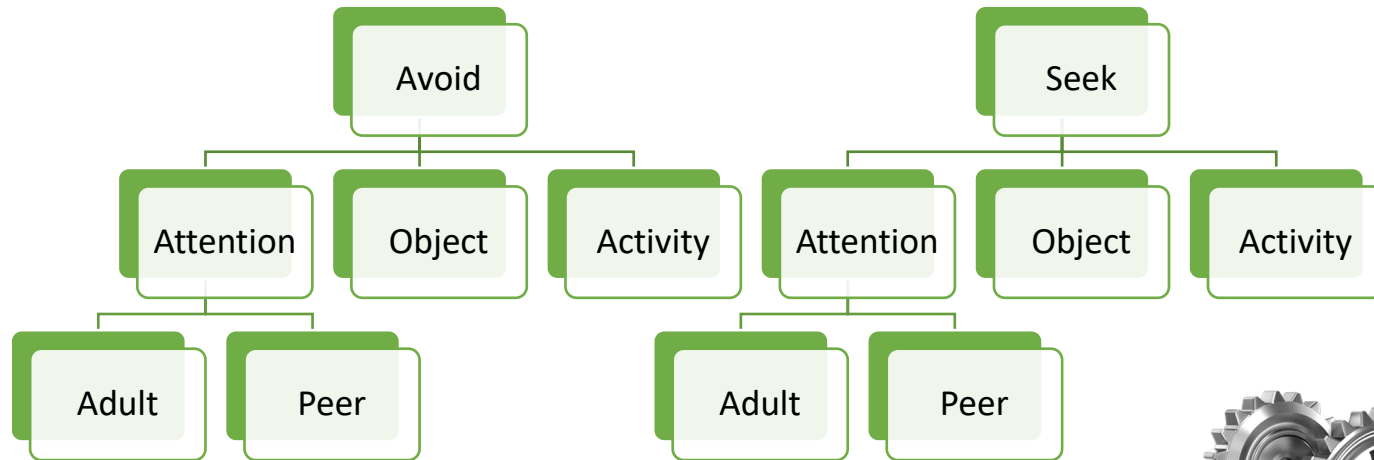 Avoid
Seek
Attention
Object
Activity
Attention
Object
Activity
Adult
Peer
Adult
Peer